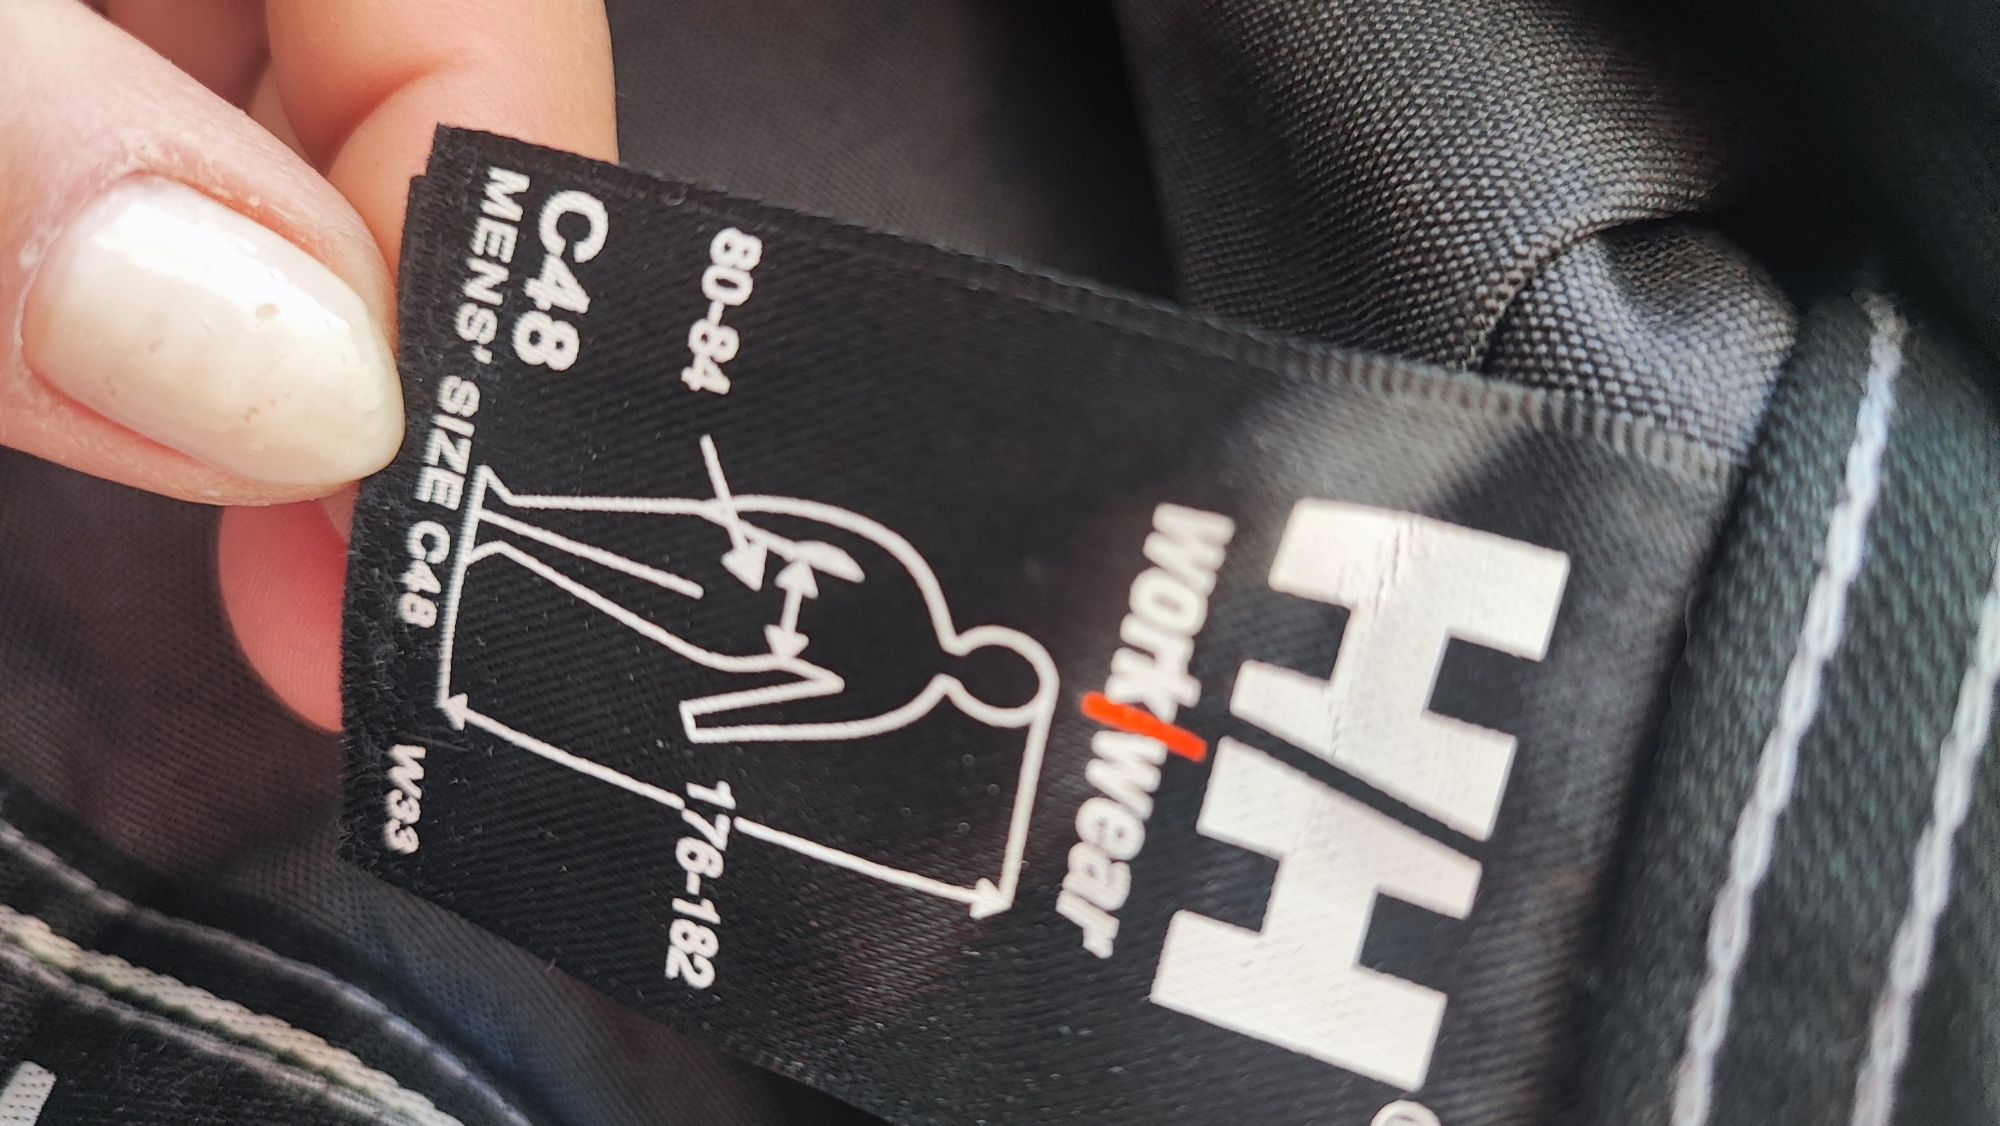 HH
work/wear
80-84
176-182
C48
MENS' SIZE C48 W33